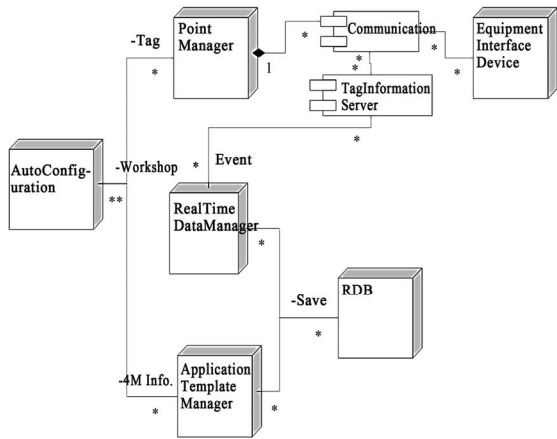 -Tag
*
Point
Manager
1
*
Communication
*
*
*
*
Equipment
Interface
Device
TagInformation
Server
*
AutoConfig-
uration
-Workshop
**
*
Event
RealTime
DataManager
*
-Save
*
RDB
-4M Info.
*
Application
Template
Manager
*